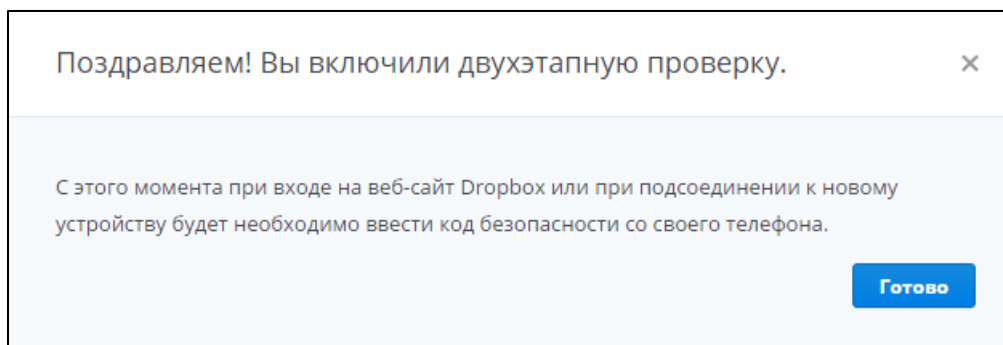 Поздравляем! Вы включили двухэтапную проверку.
С этого момента при входе на веб-сайт Dropbox или при подсоединении к новому
устройству будет необходимо ввести код безопасности со своего телефона.
Готово